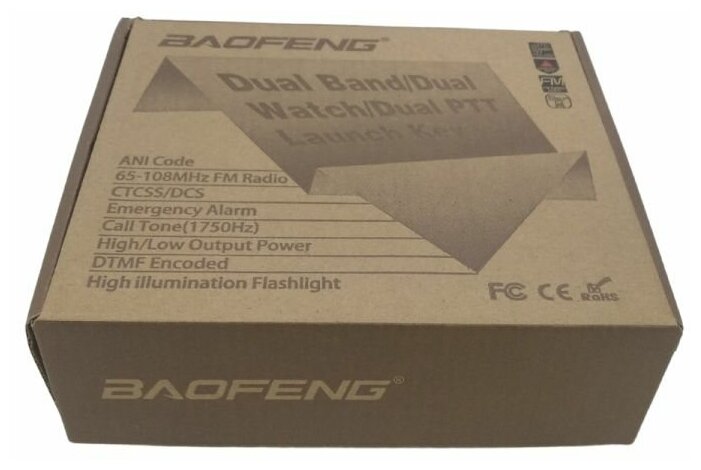 BAOFENG®
Dual Band/Dual
Watch/Dual PTT
Launch Key
ANI Code
65-108MHz FM Radio
CTCSS/DCS
Emergency Alarm
Call Tone(1750Hz)
High/Low Output Power
DTMF Encoded
High illumination Flashlight
FM
FC CE RoHS
BAOFENG®